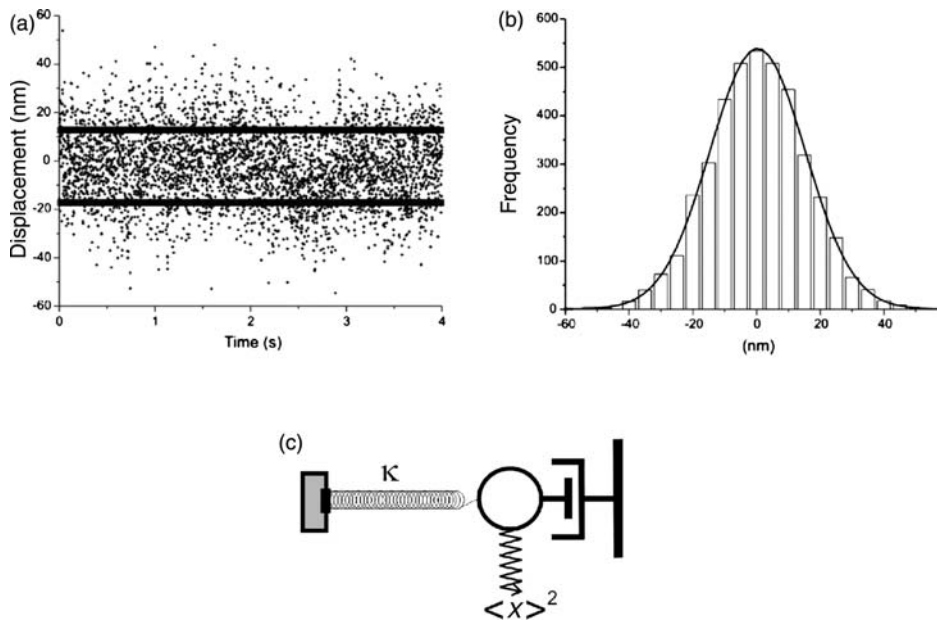 (a)
60
40
20
0
-20
-40
-60
Displacement (nm)
0 1 2 3 4
Time (s)
(b)
600
500
400
300
200
100
0
Frequency
-60 -40 -20 0 20 40
(nm)
(c)
κ
<x>²